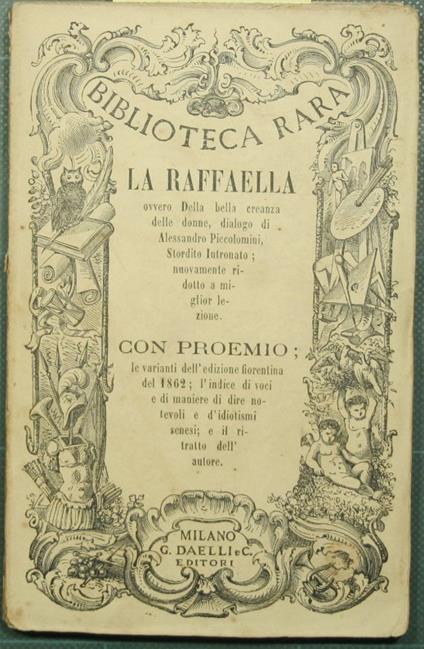 BIBLIOTECA RARA
LA RAFFAELLA
ovvero Della bella creanza
delle donne, dialogo di
Alessandro Piccolomini,
Stordito Intronato ;
nuovamente ri-
dotto a mi-
glior le-
zione.
CON PROEMIO ;
le varianti dell'edizione fiorentina
del 1862 ; l'indice di voci
e di maniere di dire no-
tevoli e d'idiotismi
senesi; e il ri-
tratto dell'
autore.
MILANO
G. DAELLI e C.
EDITORI